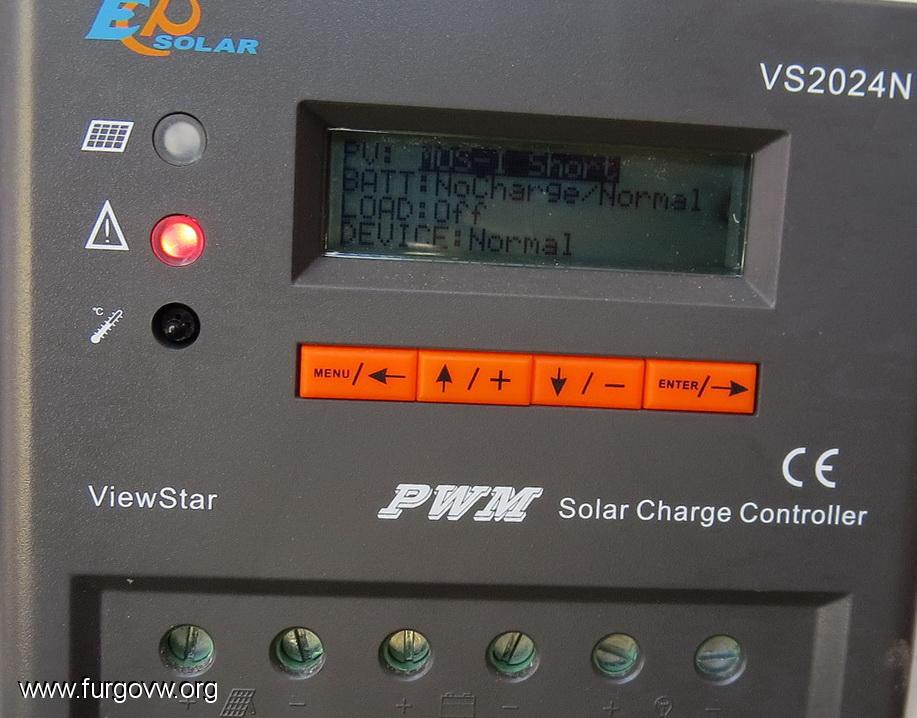 EP SOLAR
VS2024N
PV: MOS-1 Short
BATT:NoCharge/Normal
LOAD:Off
DEVICE:Normal
°C
MENU/← ↑/+ ↓/− ENTER/→
CE
ViewStar PWM Solar Charge Controller
www.furgovw.org
+ − + − + −